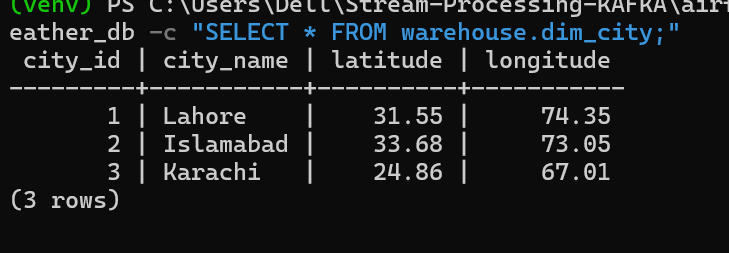 (venv) PS C:\Users\Dell\Stream-Processing-KAFKA\air
eather_db -c "SELECT * FROM warehouse.dim_city;"
 city_id | city_name | latitude | longitude
---------+-----------+----------+-----------
       1 | Lahore    |    31.55 |     74.35
       2 | Islamabad |    33.68 |     73.05
       3 | Karachi   |    24.86 |     67.01
(3 rows)